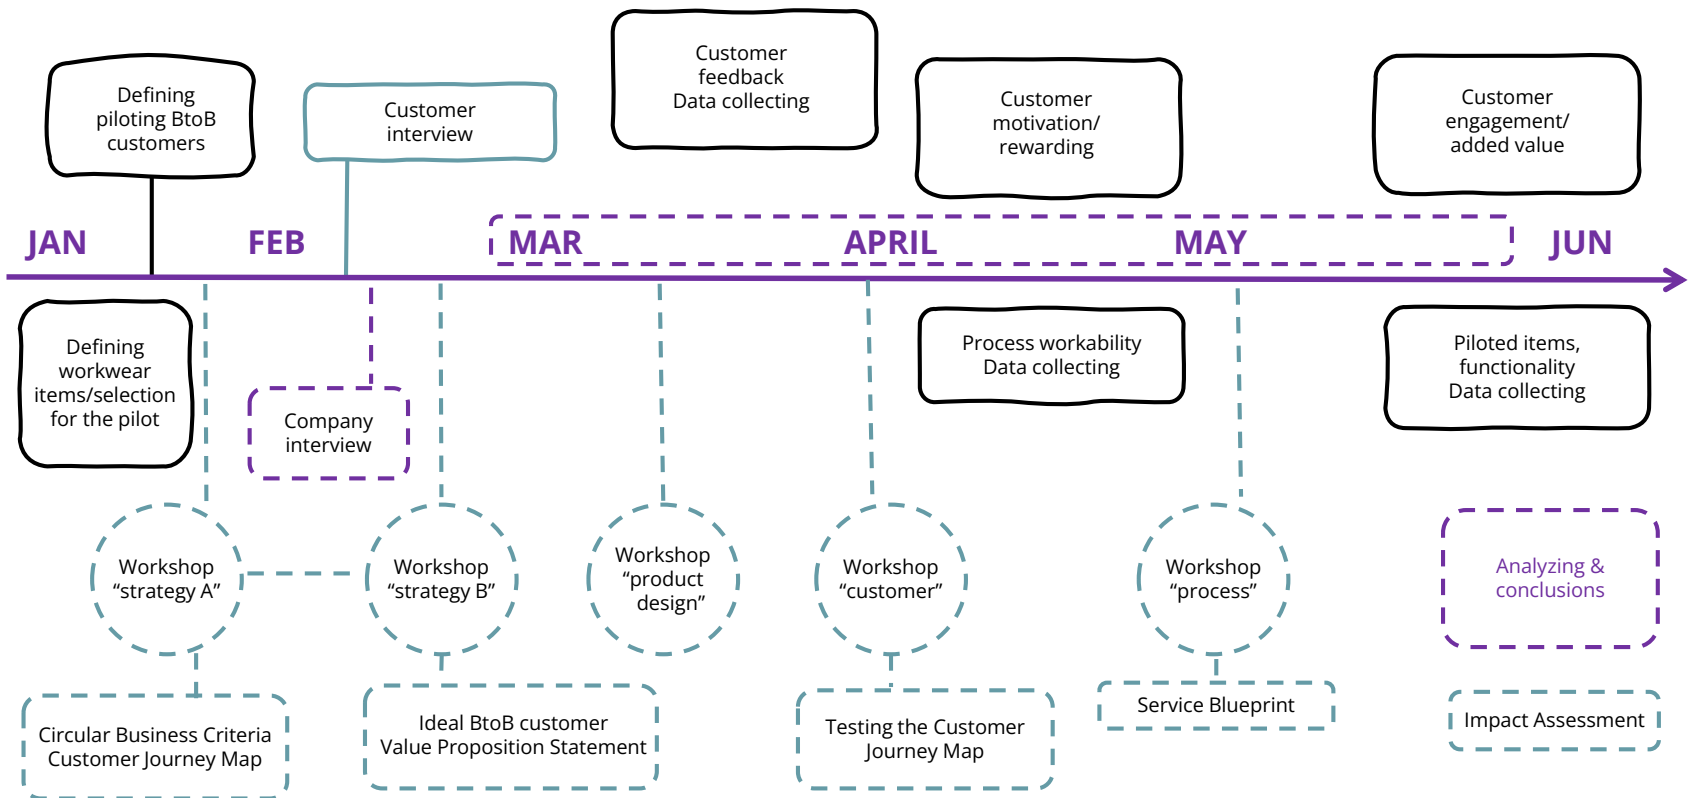 Defining
piloting BtoB
customers
Customer
interview
Customer
feedback
Data collecting
Customer
motivation/
rewarding
Customer
engagement/
added value
JAN
FEB
MAR
APRIL
MAY
JUN
Defining
workwear
items/selection
for the pilot
Company
interview
Process workability
Data collecting
Piloted items,
functionality
Data collecting
Workshop
“strategy A”
Workshop
“strategy B”
Workshop
“product
design”
Workshop
“customer”
Workshop
“process”
Analyzing &
conclusions
Circular Business Criteria
Customer Journey Map
Ideal BtoB customer
Value Proposition Statement
Testing the Customer
Journey Map
Service Blueprint
Impact Assessment